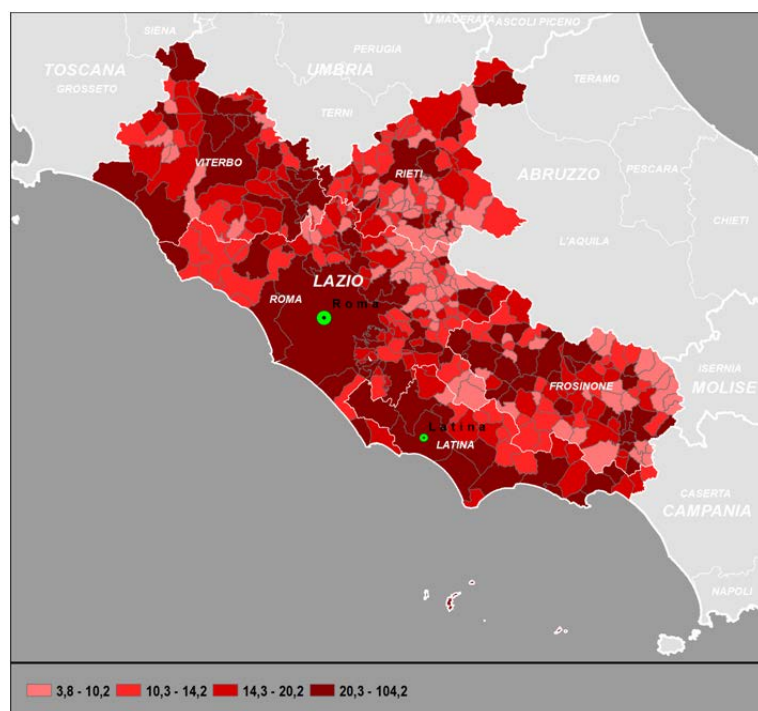 SIENA
MACERATA
ASCOLI PICENO
PERUGIA
TOSCANA
UMBRIA
TERAMO
GROSSETO
TERNI
VITERBO
RIETI
ABRUZZO
PESCARA
CHIETI
L'AQUILA
LAZIO
ROMA
Roma
ISERNIA
FROSINONE
MOLISE
Latina
LATINA
CASERTA
CAMPANIA
NAPOLI
3,8 - 10,2 10,3 - 14,2 14,3 - 20,2 20,3 - 104,2